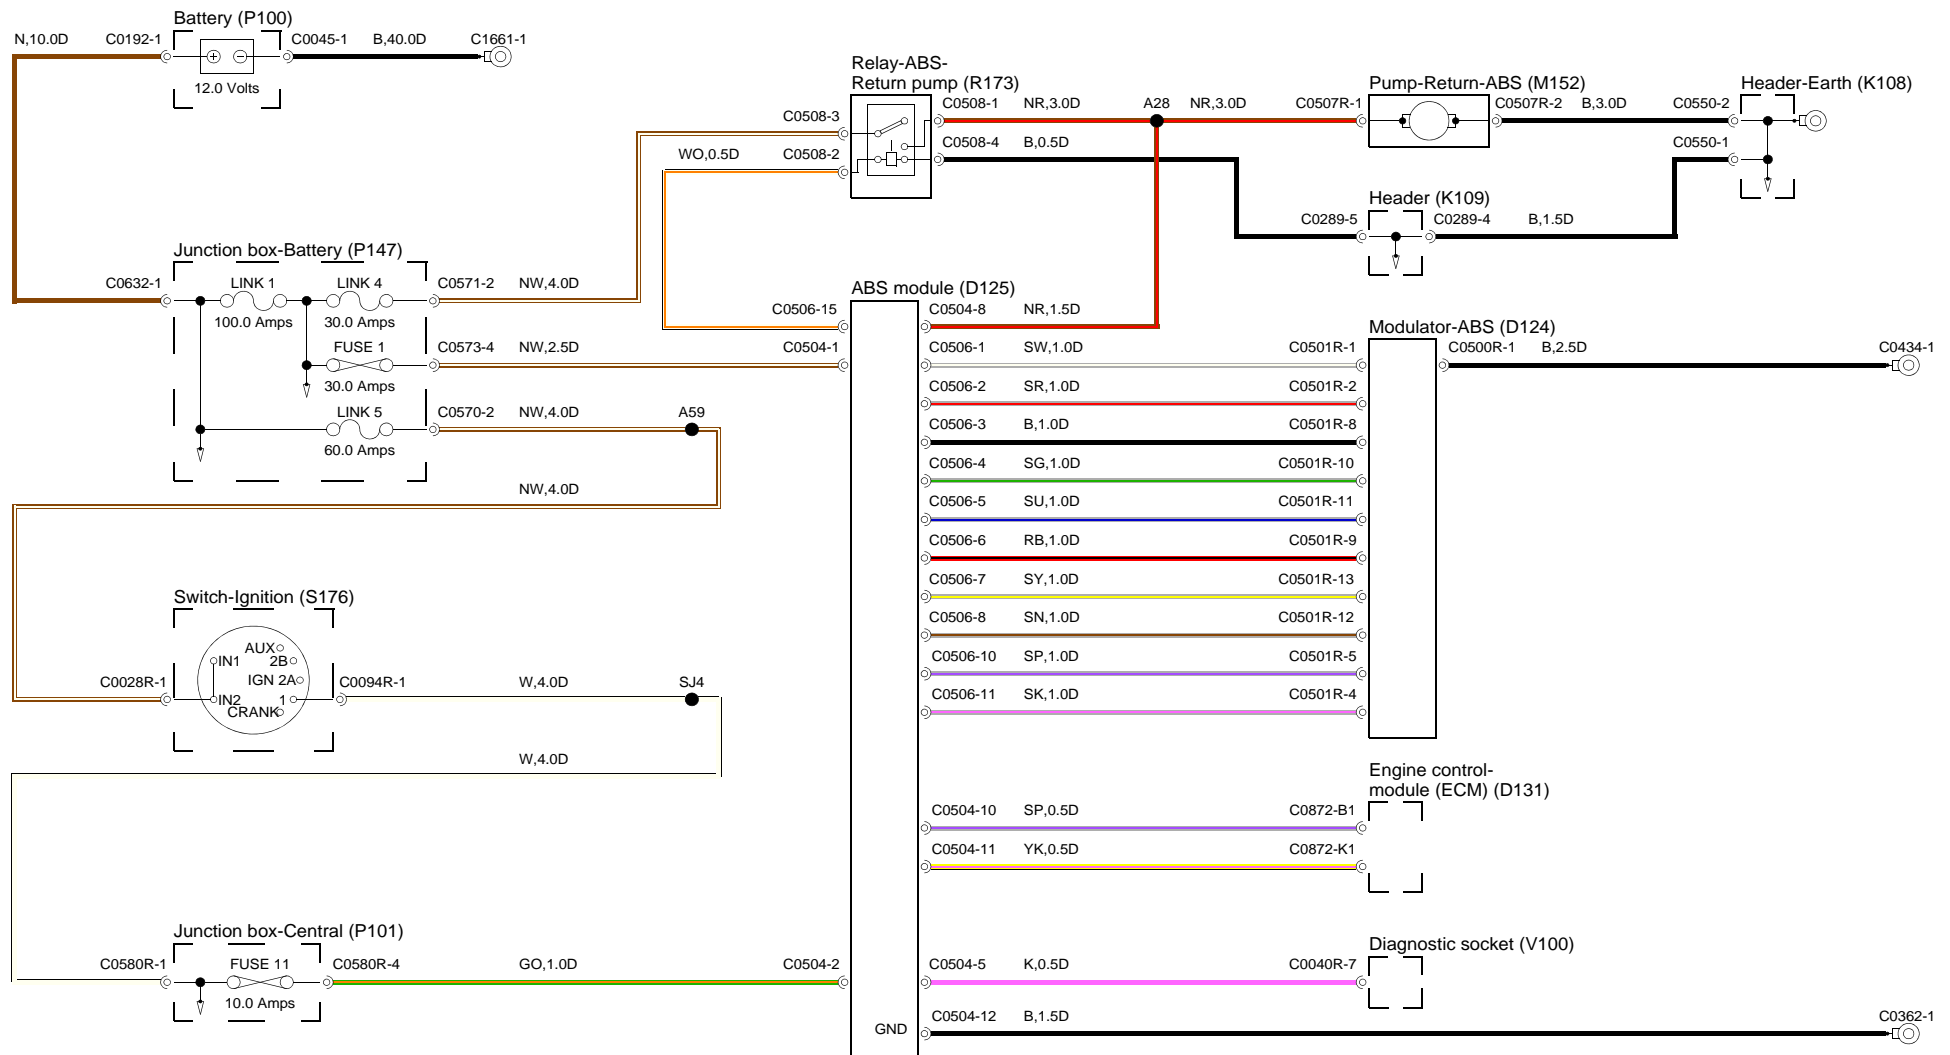 Battery (P100)
N,10.0D
C0192-1
C0045-1
B,40.0D
C1661-1
12.0 Volts
Relay-ABS-
Return pump (R173)
Pump-Return-ABS (M152)
Header-Earth (K108)
C0508-3
C0508-1
NR,3.0D
A28
NR,3.0D
C0507R-1
C0507R-2
B,3.0D
C0550-2
WO,0.5D
C0508-2
C0508-4
B,0.5D
C0550-1
Header (K109)
C0289-5
C0289-4
B,1.5D
Junction box-Battery (P147)
C0632-1
LINK 1
LINK 4
C0571-2
NW,4.0D
100.0 Amps
30.0 Amps
FUSE 1
C0573-4
NW,2.5D
C0504-1
30.0 Amps
LINK 5
C0570-2
NW,4.0D
A59
60.0 Amps
NW,4.0D
ABS module (D125)
C0506-15
C0504-8
NR,1.5D
Modulator-ABS (D124)
C0506-1
SW,1.0D
C0501R-1
C0500R-1
B,2.5D
C0434-1
C0506-2
SR,1.0D
C0501R-2
C0506-3
B,1.0D
C0501R-8
C0506-4
SG,1.0D
C0501R-10
C0506-5
SU,1.0D
C0501R-11
C0506-6
RB,1.0D
C0501R-9
C0506-7
SY,1.0D
C0501R-13
C0506-8
SN,1.0D
C0501R-12
C0506-10
SP,1.0D
C0501R-5
C0506-11
SK,1.0D
C0501R-4
Switch-Ignition (S176)
AUX
IN1
2B
IGN 2A
C0028R-1
IN2
1
CRANK
C0094R-1
W,4.0D
SJ4
W,4.0D
Engine control-
module (ECM) (D131)
C0504-10
SP,0.5D
C0872-B1
C0504-11
YK,0.5D
C0872-K1
Junction box-Central (P101)
C0580R-1
FUSE 11
C0580R-4
GO,1.0D
C0504-2
10.0 Amps
Diagnostic socket (V100)
C0504-5
K,0.5D
C0040R-7
GND
C0504-12
B,1.5D
C0362-1